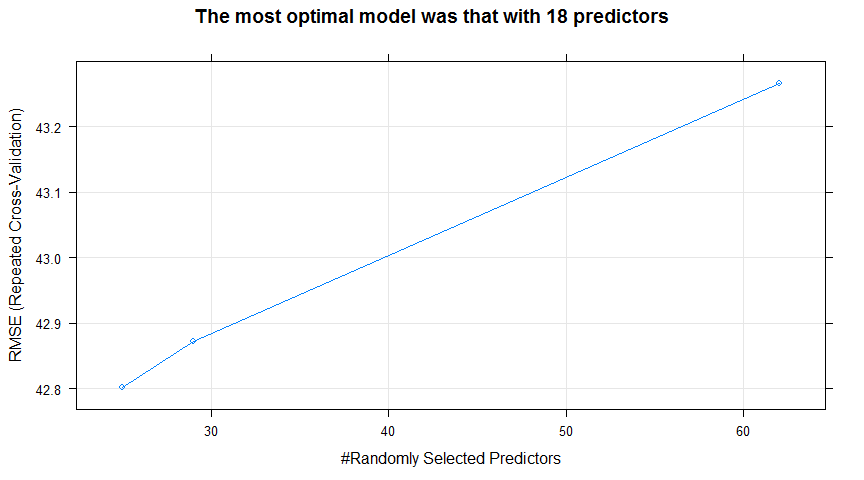 The most optimal model was that with 18 predictors
RMSE (Repeated Cross-Validation)
43.2
43.1
43.0
42.9
42.8
30 40 50 60
#Randomly Selected Predictors